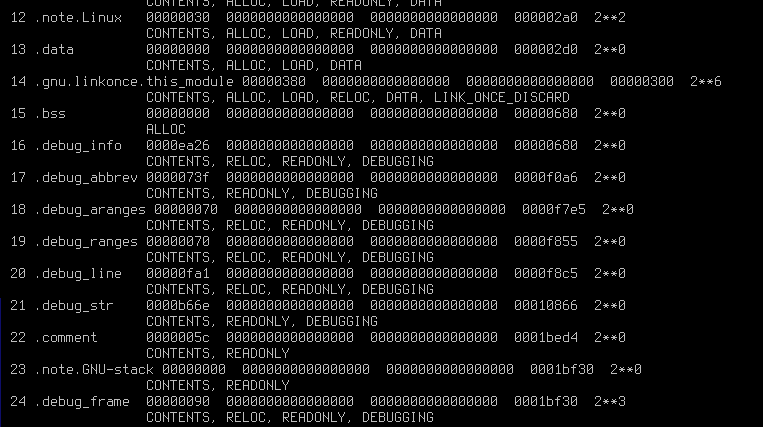 CONTENTS, ALLOC, LOAD, READONLY, DATA
12 .note.Linux   00000030  0000000000000000  0000000000000000  000002a0  2**2
CONTENTS, ALLOC, LOAD, READONLY, DATA
13 .data         00000000  0000000000000000  0000000000000000  000002d0  2**0
CONTENTS, ALLOC, LOAD, DATA
14 .gnu.linkonce.this_module 00000380  0000000000000000  0000000000000000  00000300  2**6
CONTENTS, ALLOC, LOAD, RELOC, DATA, LINK_ONCE_DISCARD
15 .bss          00000000  0000000000000000  0000000000000000  00000680  2**0
ALLOC
16 .debug_info   0000ea26  0000000000000000  0000000000000000  00000680  2**0
CONTENTS, RELOC, READONLY, DEBUGGING
17 .debug_abbrev 0000073f  0000000000000000  0000000000000000  0000f0a6  2**0
CONTENTS, READONLY, DEBUGGING
18 .debug_aranges 00000070  0000000000000000  0000000000000000  0000f7e5  2**0
CONTENTS, RELOC, READONLY, DEBUGGING
19 .debug_ranges 00000070  0000000000000000  0000000000000000  0000f855  2**0
CONTENTS, RELOC, READONLY, DEBUGGING
20 .debug_line   00000fa1  0000000000000000  0000000000000000  0000f8c5  2**0
CONTENTS, RELOC, READONLY, DEBUGGING
21 .debug_str    0000b66e  0000000000000000  0000000000000000  00010866  2**0
CONTENTS, READONLY, DEBUGGING
22 .comment      0000005c  0000000000000000  0000000000000000  0001bed4  2**0
CONTENTS, READONLY
23 .note.GNU-stack 00000000  0000000000000000  0000000000000000  0001bf30  2**0
CONTENTS, READONLY
24 .debug_frame  00000090  0000000000000000  0000000000000000  0001bf30  2**3
CONTENTS, RELOC, READONLY, DEBUGGING